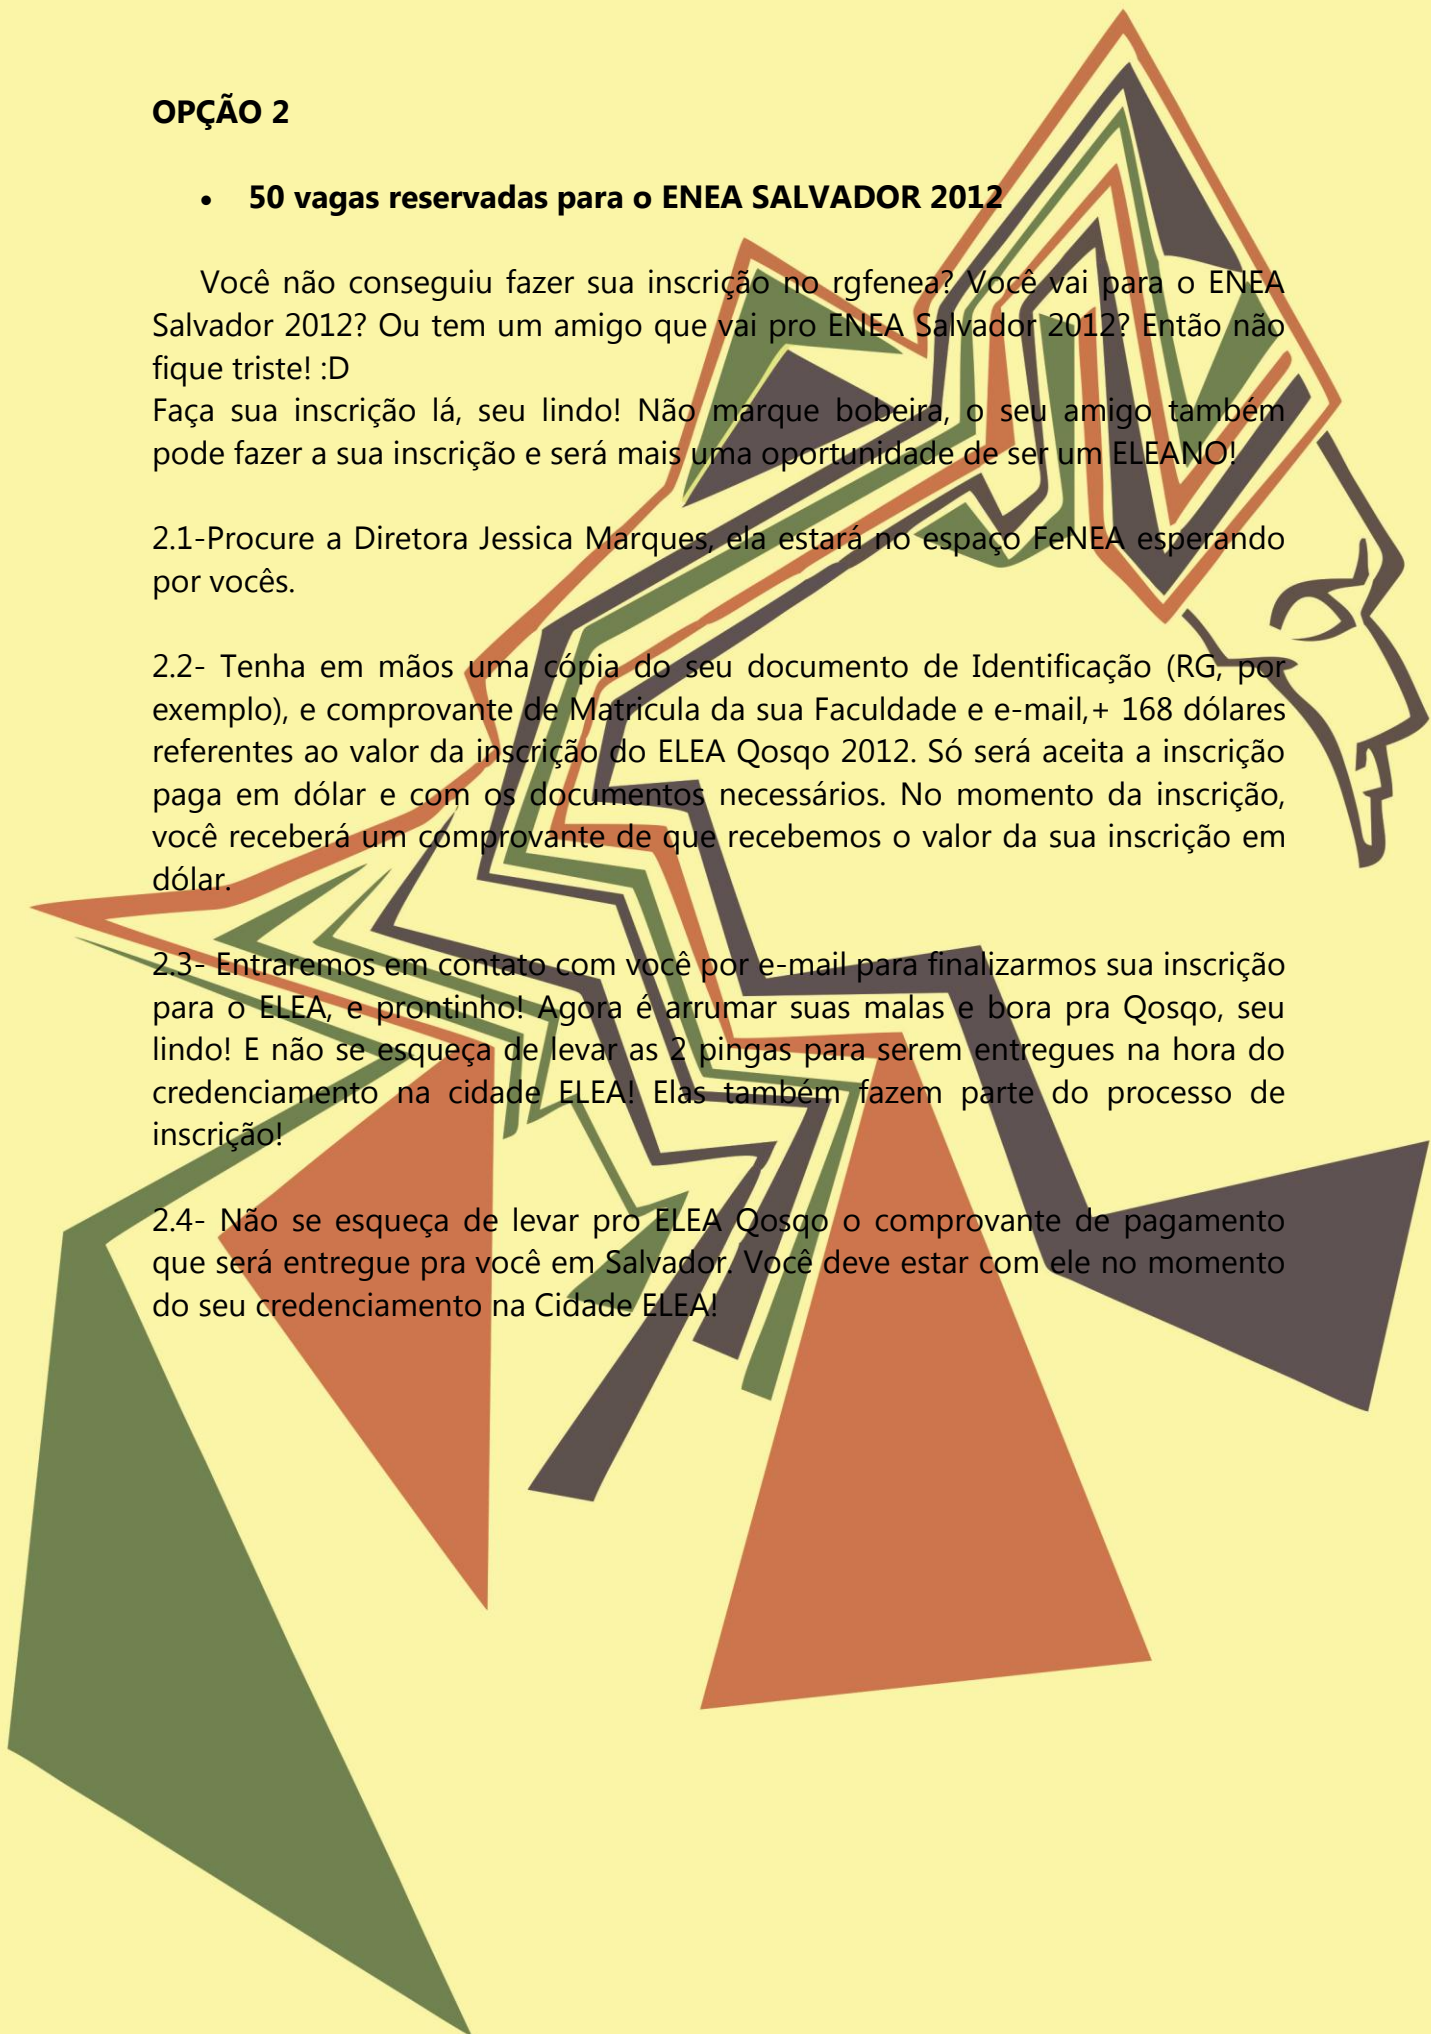 OPÇÃO 2
• 50 vagas reservadas para o ENEA SALVADOR 2012
Você não conseguiu fazer sua inscrição no rgfenea? Você vai para o ENEA
Salvador 2012? Ou tem um amigo que vai pro ENEA Salvador 2012? Então não
fique triste! :D
Faça sua inscrição lá, seu lindo! Não marque bobeira, o seu amigo também
pode fazer a sua inscrição e será mais uma oportunidade de ser um ELEANO!
2.1-Procure a Diretora Jessica Marques, ela estará no espaço FeNEA esperando
por vocês.
2.2- Tenha em mãos uma cópia do seu documento de Identificação (RG, por
exemplo), e comprovante de Matricula da sua Faculdade e e-mail,+ 168 dólares
referentes ao valor da inscrição do ELEA Qosqo 2012. Só será aceita a inscrição
paga em dólar e com os documentos necessários. No momento da inscrição,
você receberá um comprovante de que recebemos o valor da sua inscrição em
dólar.
2.3- Entraremos em contato com você por e-mail para finalizarmos sua inscrição
para o ELEA, e prontinho! Agora é arrumar suas malas e bora pra Qosqo, seu
lindo! E não se esqueça de levar as 2 pingas para serem entregues na hora do
credenciamento na cidade ELEA! Elas também fazem parte do processo de
inscrição!
2.4- Não se esqueça de levar pro ELEA Qosqo o comprovante de pagamento
que será entregue pra você em Salvador. Você deve estar com ele no momento
do seu credenciamento na Cidade ELEA!